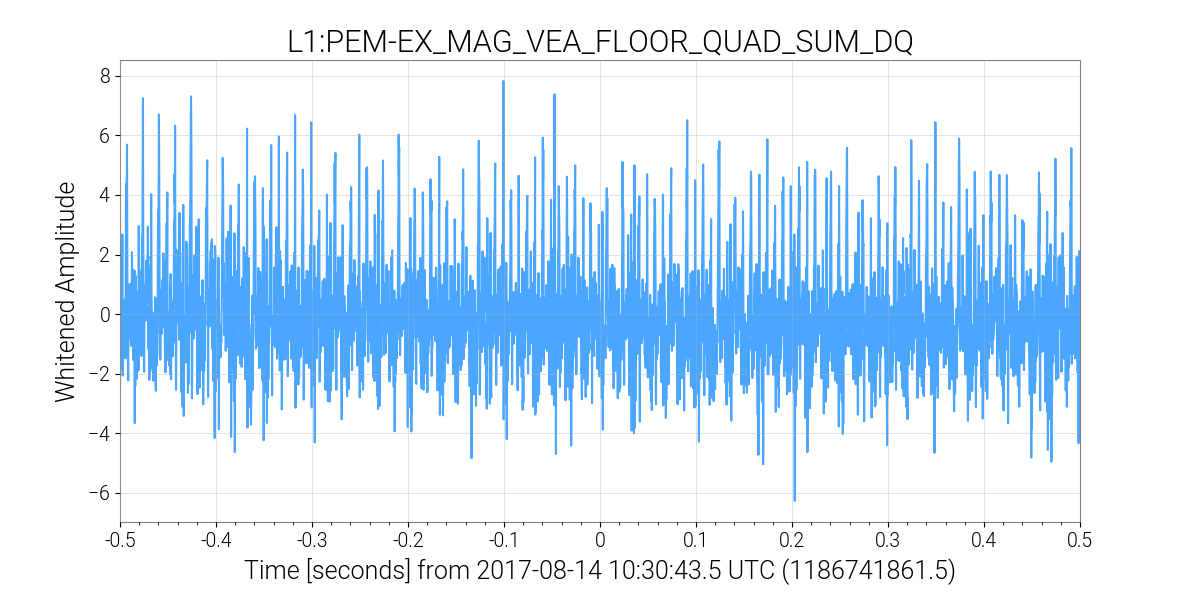 L1:PEM-EX_MAG_VEA_FLOOR_QUAD_SUM_DQ
Whitened Amplitude
8
6
4
2
0
−2
−4
−6
-0.5 -0.4 -0.3 -0.2 -0.1 0 0.1 0.2 0.3 0.4 0.5
Time [seconds] from 2017-08-14 10:30:43.5 UTC (1186741861.5)